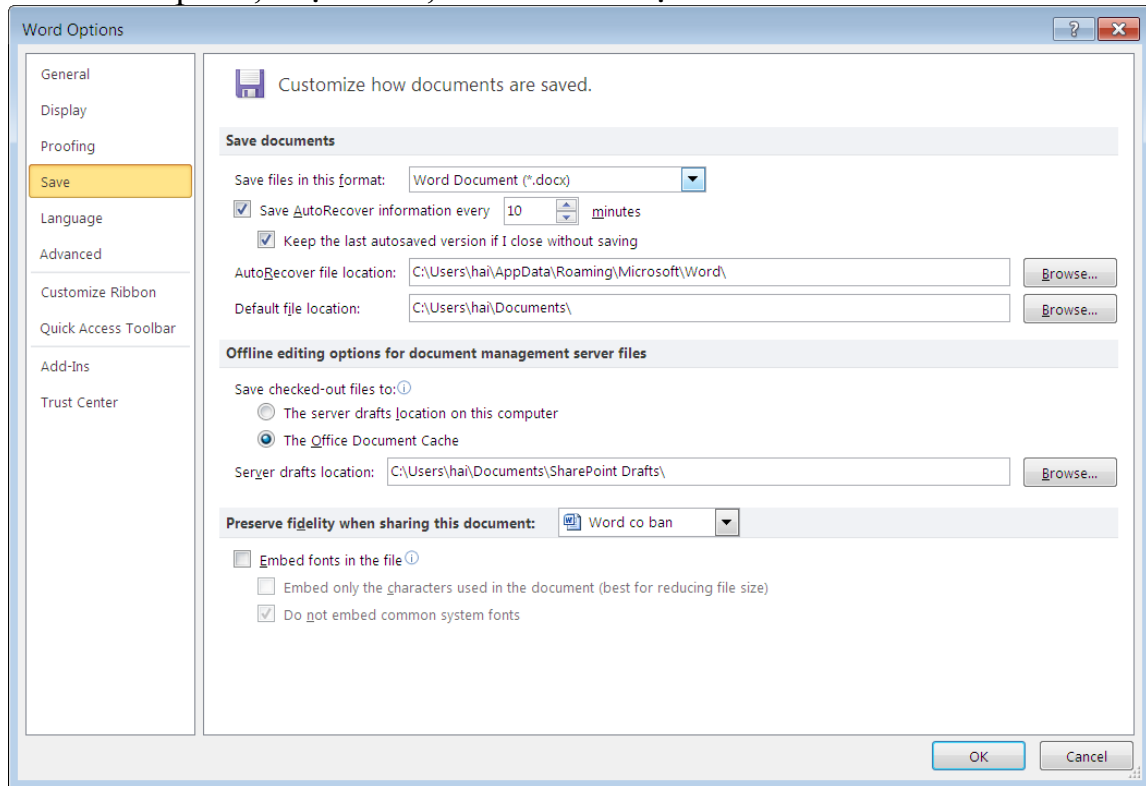 Word Options
General
Display
Proofing
Save
Language
Advanced
Customize Ribbon
Quick Access Toolbar
Add-Ins
Trust Center
Customize how documents are saved.
Save documents
Save files in this format: Word Document (*.docx)
Save AutoRecover information every 10 minutes
Keep the last autosaved version if I close without saving
AutoRecover file location: C:\Users\hai\AppData\Roaming\Microsoft\Word\ Browse...
Default file location: C:\Users\hai\Documents\ Browse...
Offline editing options for document management server files
Save checked-out files to:
The server drafts location on this computer
The Office Document Cache
Server drafts location: C:\Users\hai\Documents\SharePoint Drafts\ Browse...
Preserve fidelity when sharing this document: Word co ban
Embed fonts in the file
Embed only the characters used in the document (best for reducing file size)
Do not embed common system fonts
OK Cancel